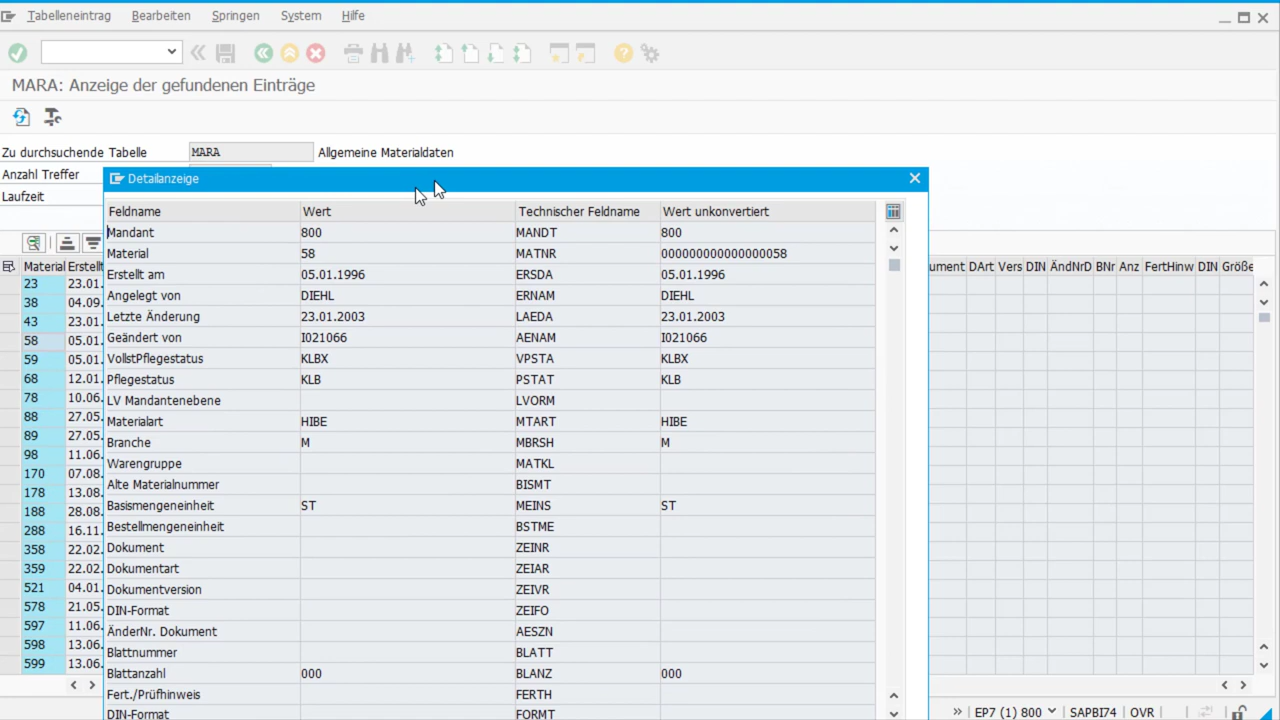 Tabelleneintrag Bearbeiten Springen System Hilfe
MARA: Anzeige der gefundenen Einträge
Zu durchsuchende Tabelle MARA Allgemeine Materialdaten
Anzahl Treffer
Laufzeit
Detailanzeige
Feldname Wert Technischer Feldname Wert unkonvertiert
Mandant 800 MANDT 800
Material 58 MATNR 000000000000000058
Erstellt am 05.01.1996 ERSDA 05.01.1996
Angelegt von DIEHL ERNAM DIEHL
Letzte Änderung 23.01.2003 LAEDA 23.01.2003
Geändert von I021066 AENAM I021066
VollstPflegestatus KLBX VPSTA KLBX
Pflegestatus KLB PSTAT KLB
LV Mandantenebene LVORM
Materialart HIBE MTART HIBE
Branche M MBRSH M
Warengruppe MATKL
Alte Materialnummer BISMT
Basismengeneinheit ST MEINS ST
Bestellmengeneinheit BSTME
Dokument ZEINR
Dokumentart ZEIAR
Dokumentversion ZEIVR
DIN-Format ZEIFO
ÄnderNr. Dokument AESZN
Blattnummer BLATT
Blattanzahl 000 BLANZ 000
Fert./Prüfhinweis FERTH
DIN-Format FORMT
Material Erstellt
23 23.01.
38 04.09.
43 23.01.
58 05.01.
59 05.01.
68 12.01.
78 10.06.
88 27.05.
89 27.05.
98 11.06.
170 07.08.
178 13.08.
188 28.08.
288 16.11.
358 22.02.
359 22.02.
521 04.01.
578 21.05.
597 11.06.
598 13.06.
599 13.06.
ument DArt Vers DIN ÄndNrD BNr Anz FertHinw DIN Größe
EP7 (1) 800 SAPBI74 OVR